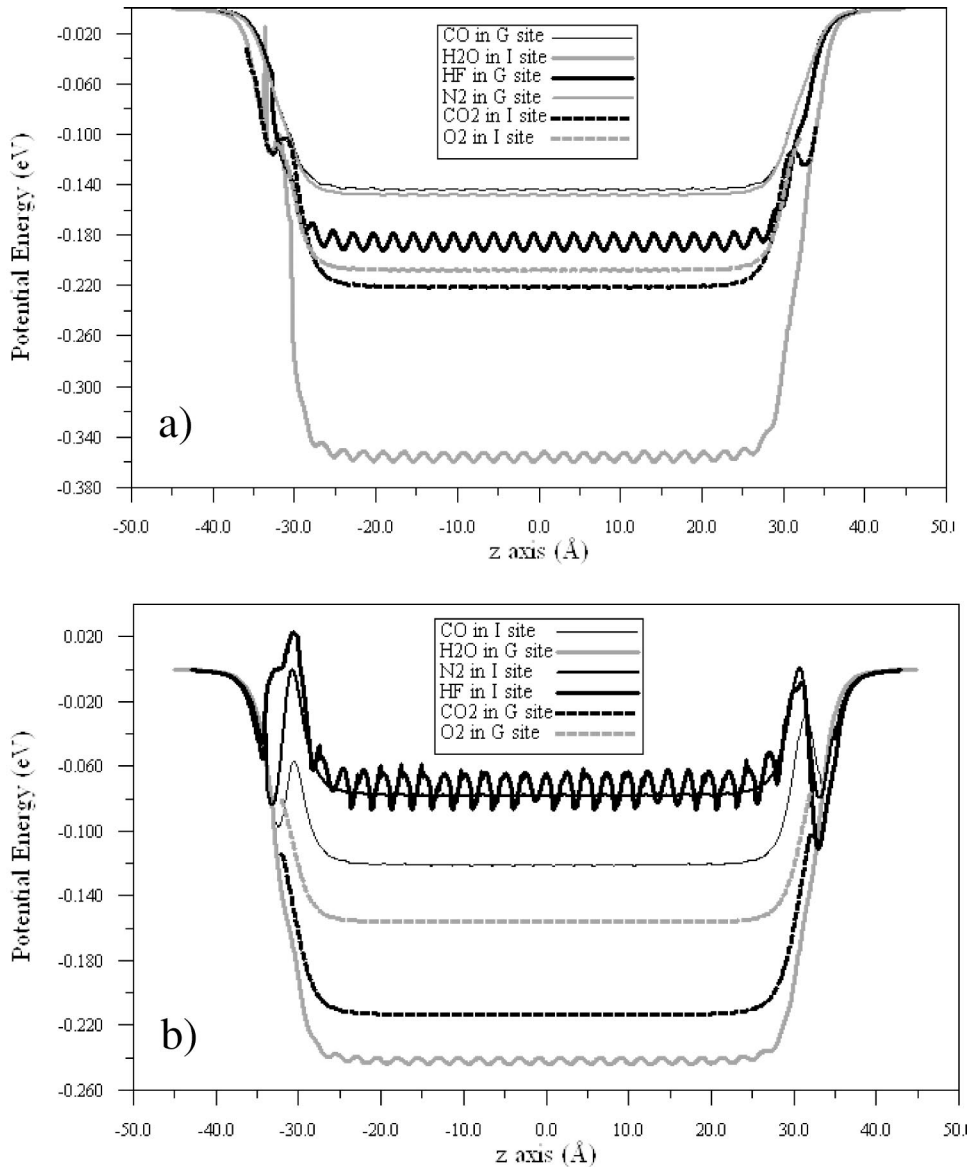 -0.020
-0.060
-0.100
-0.140
-0.180
-0.220
-0.260
-0.300
-0.340
-0.380
Potential Energy (eV)
CO in G site
H2O in I site
HF in G site
N2 in G site
CO2 in I site
O2 in I site
a)
-50.0 -40.0 -30.0 -20.0 -10.0 0.0 10.0 20.0 30.0 40.0 50.
z axis (Å)
0.020
-0.020
-0.060
-0.100
-0.140
-0.180
-0.220
-0.260
Potential Energy (eV)
CO in I site
H2O in G site
N2 in I site
HF in I site
CO2 in G site
O2 in G site
b)
-50.0 -40.0 -30.0 -20.0 -10.0 0.0 10.0 20.0 30.0 40.0 50.0
z axis (Å)